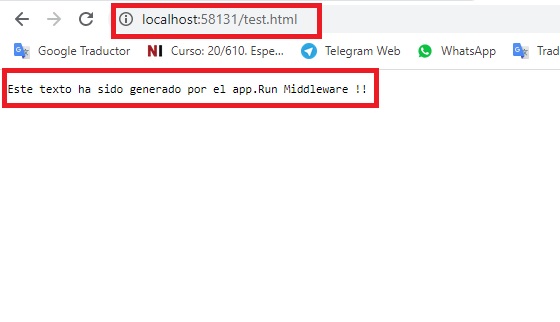 localhost:58131/test.html
Google Traductor NI Curso: 20/610. Espe... Telegram Web WhatsApp Trad
Este texto ha sido generado por el app.Run Middleware !!